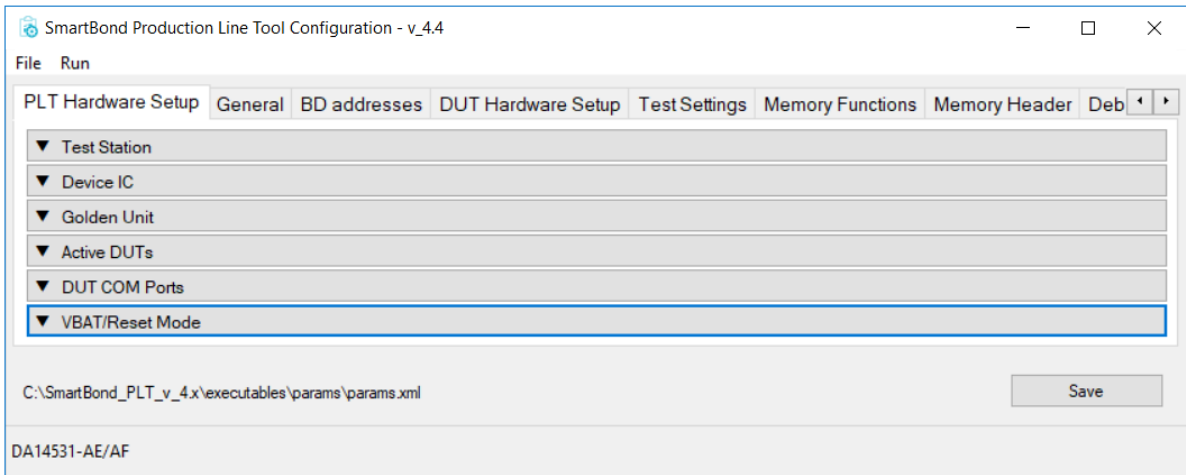 SmartBond Production Line Tool Configuration - v_4.4
File Run
PLT Hardware Setup General BD addresses DUT Hardware Setup Test Settings Memory Functions Memory Header Deb
Test Station
Device IC
Golden Unit
Active DUTs
DUT COM Ports
VBAT/Reset Mode
C:\SmartBond_PLT_v_4.x\executables\params\params.xml Save
DA14531-AE/AF